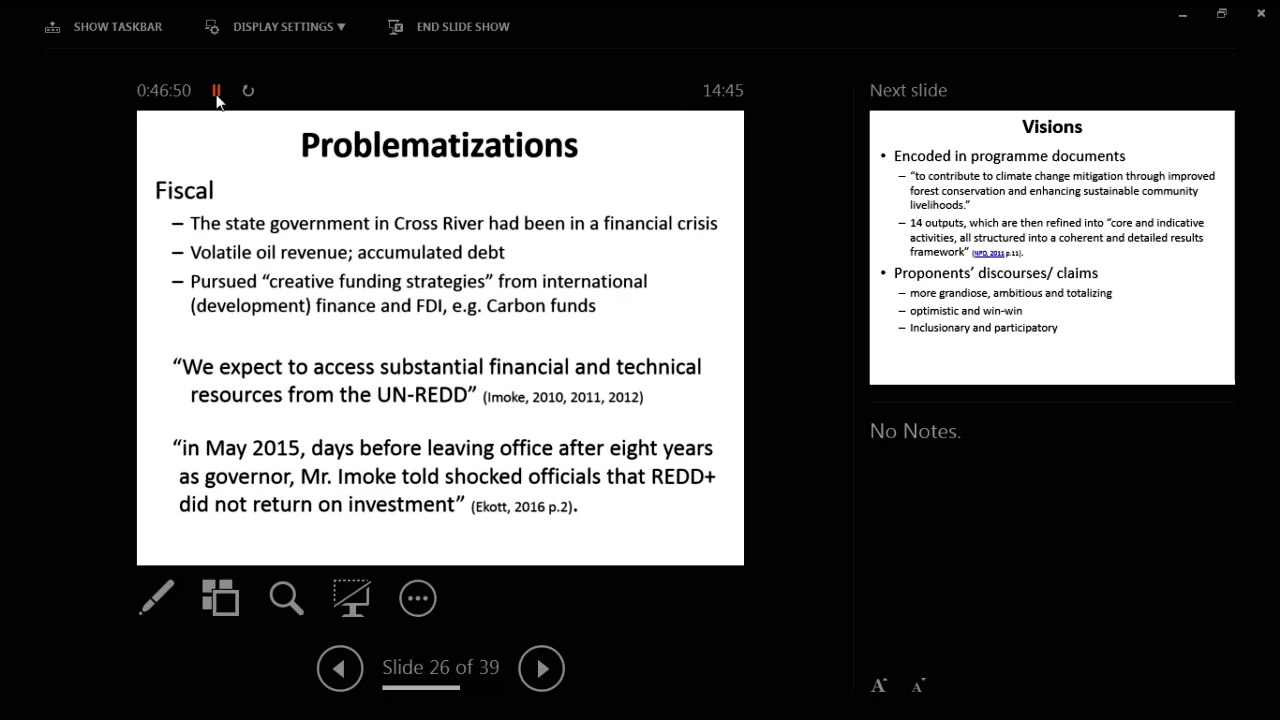 SHOW TASKBAR
DISPLAY SETTINGS ▼
END SLIDE SHOW
0:46:50
14:45
Problematizations
Fiscal
– The state government in Cross River had been in a financial crisis
– Volatile oil revenue; accumulated debt
– Pursued “creative funding strategies” from international
(development) finance and FDI, e.g. Carbon funds
“We expect to access substantial financial and technical
resources from the UN-REDD” (Imoke, 2010, 2011, 2012)
“in May 2015, days before leaving office after eight years
as governor, Mr. Imoke told shocked officials that REDD+
did not return on investment” (Ekott, 2016 p.2).
Slide 26 of 39
Next slide
Visions
• Encoded in programme documents
– “to contribute to climate change mitigation through improved
forest conservation and enhancing sustainable community
livelihoods.”
– 14 outputs, which are then refined into “core and indicative
activities, all structured into a coherent and detailed results
framework” (NPD, 2011 p.11).
• Proponents’ discourses/ claims
– more grandiose, ambitious and totalizing
– optimistic and win-win
– Inclusionary and participatory
No Notes.
A A